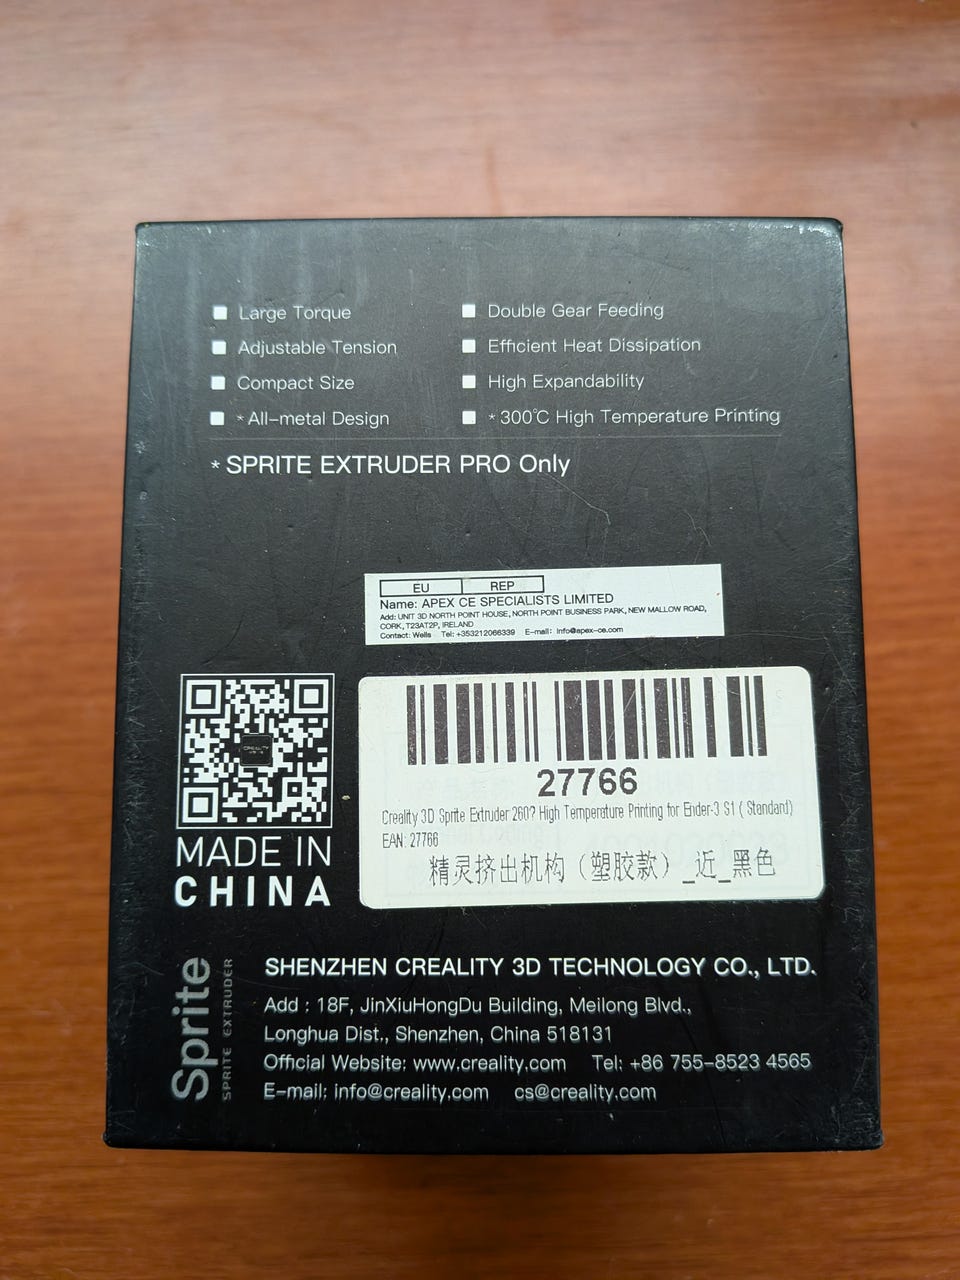 Large Torque
Double Gear Feeding
Adjustable Tension
Efficient Heat Dissipation
Compact Size
High Expandability
* All-metal Design
* 300℃ High Temperature Printing
* SPRITE EXTRUDER PRO Only
EU REP
Name: APEX CE SPECIALISTS LIMITED
Add: UNIT 3D NORTH POINT HOUSE, NORTH POINT BUSINESS PARK, NEW MALLOW ROAD,
CORK, T23AT2P, IRELAND
Contact: Wells Tel: +353212066339 E-mail: info@apex-ce.com
CREALITY
27766
Creality 3D Sprite Extruder 260? High Temperature Printing for Ender-3 S1 ( Standard)
EAN: 27766
精灵挤出机构（塑胶款）_近_黑色
MADE IN
CHINA
Sprite
SPRITE EXTRUDER
SHENZHEN CREALITY 3D TECHNOLOGY CO., LTD.
Add : 18F, JinXiuHongDu Building, Meilong Blvd.,
Longhua Dist., Shenzhen, China 518131
Official Website: www.creality.com Tel: +86 755-8523 4565
E-mail: info@creality.com cs@creality.com